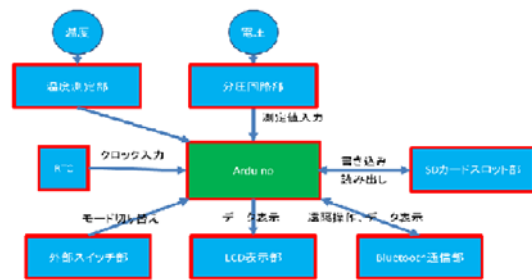 温度
電圧
温度測定部
分圧回路部
測定値入力
RTC
クロック入力
Arduino
書き込み
読み出し
SDカードスロット部
モード切り替え
データ表示
遠隔操作、データ表示
外部スイッチ部
LCD表示部
Bluetooth通信部